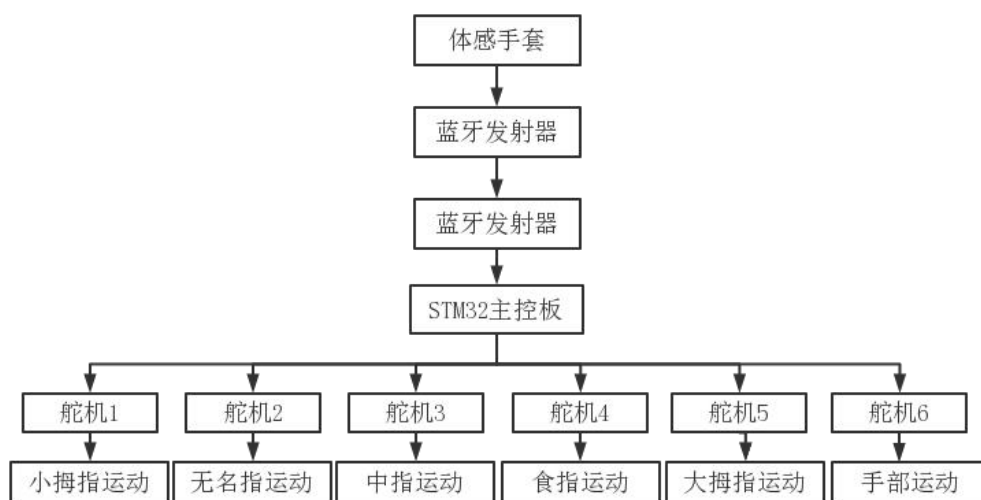 体感手套
蓝牙发射器
蓝牙发射器
STM32主控板
舵机1 舵机2 舵机3 舵机4 舵机5 舵机6
小拇指运动 无名指运动 中指运动 食指运动 大拇指运动 手部运动